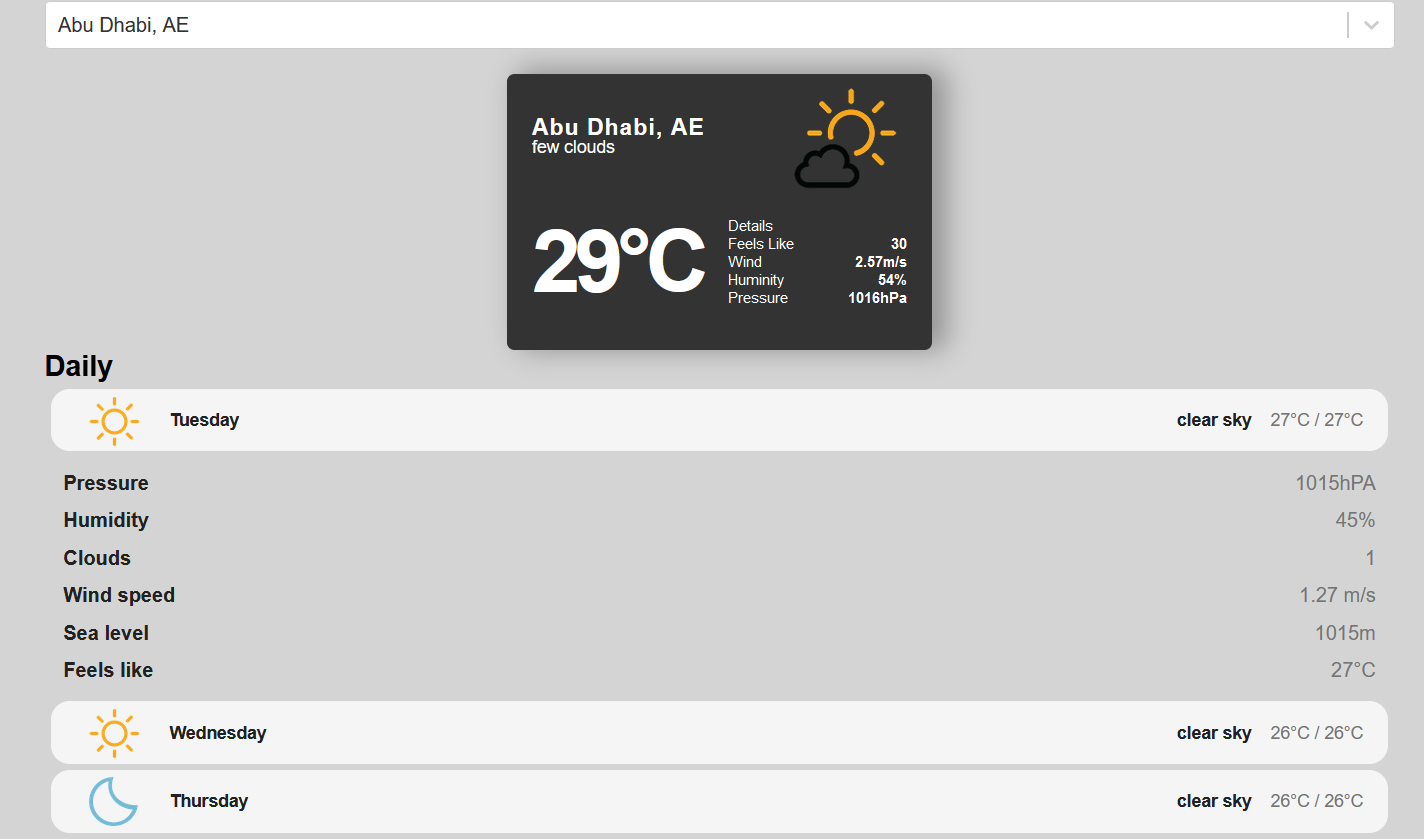 Abu Dhabi, AE
Abu Dhabi, AE
few clouds
29°C
Details
Feels Like 30
Wind 2.57m/s
Huminity 54%
Pressure 1016hPa
Daily
Tuesday clear sky 27°C / 27°C
Pressure 1015hPA
Humidity 45%
Clouds 1
Wind speed 1.27 m/s
Sea level 1015m
Feels like 27°C
Wednesday clear sky 26°C / 26°C
Thursday clear sky 26°C / 26°C